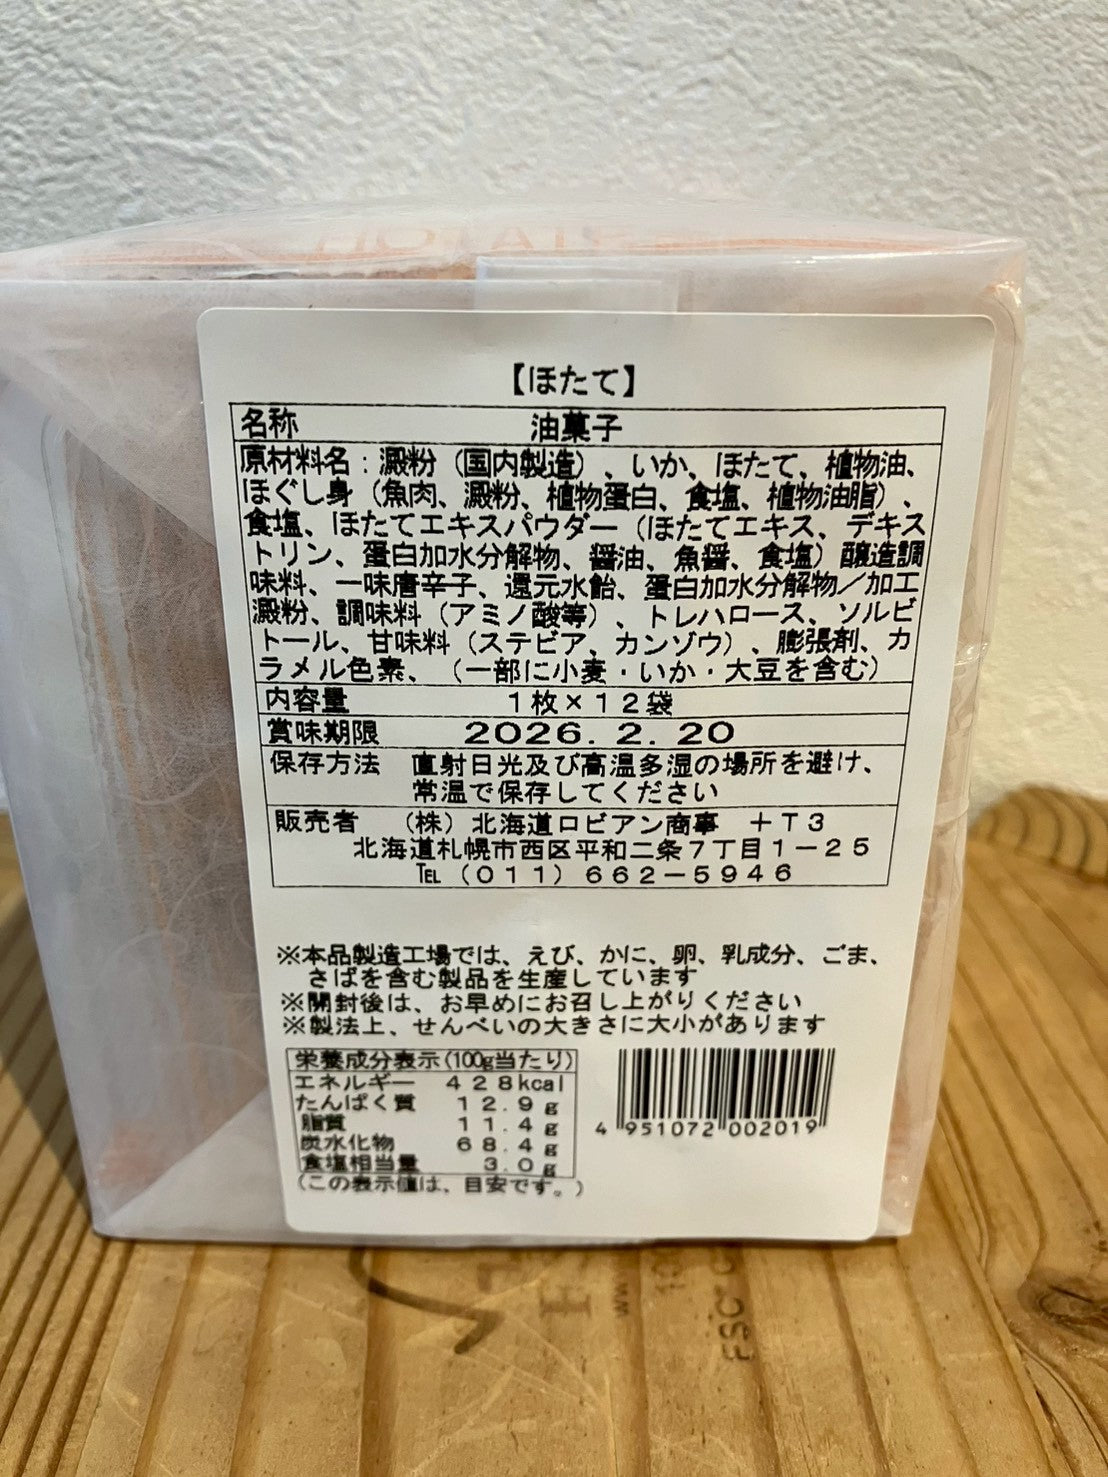 【ほたて】
名称 油菓子
原材料名：澱粉（国内製造）、いか、ほたて、植物油、
ほぐし身（魚肉、澱粉、植物蛋白、食塩、植物油脂）、
食塩、ほたてエキスパウダー（ほたてエキス、デキス
トリン、蛋白加水分解物、醤油、魚醤、食塩）醸造調
味料、一味唐辛子、還元水飴、蛋白加水分解物／加工
澱粉、調味料（アミノ酸等）、トレハロース、ソルビ
トール、甘味料（ステビア、カンゾウ）、膨張剤、カ
ラメル色素、（一部に小麦・いか・大豆を含む）
内容量 １枚×１２袋
賞味期限 2026. 2. 20
保存方法 直射日光及び高温多湿の場所を避け、
常温で保存してください
販売者 （株）北海道ロビアン商事 ＋Ｔ３
北海道札幌市西区平和二条７丁目１－２５
℡（０１１）６６２－５９４６
※本品製造工場では、えび、かに、卵、乳成分、ごま、
さばを含む製品を生産しています
※開封後は、お早めにお召し上がりください
※製法上、せんべいの大きさに大小があります
栄養成分表示(100g当たり)
エネルギー ４２８kcal
たんぱく質 １２.９g
脂質 １１.４g
炭水化物 ６８.４g
食塩相当量 ３.０g
（この表示値は、目安です。）
4 951072 002019
FSC